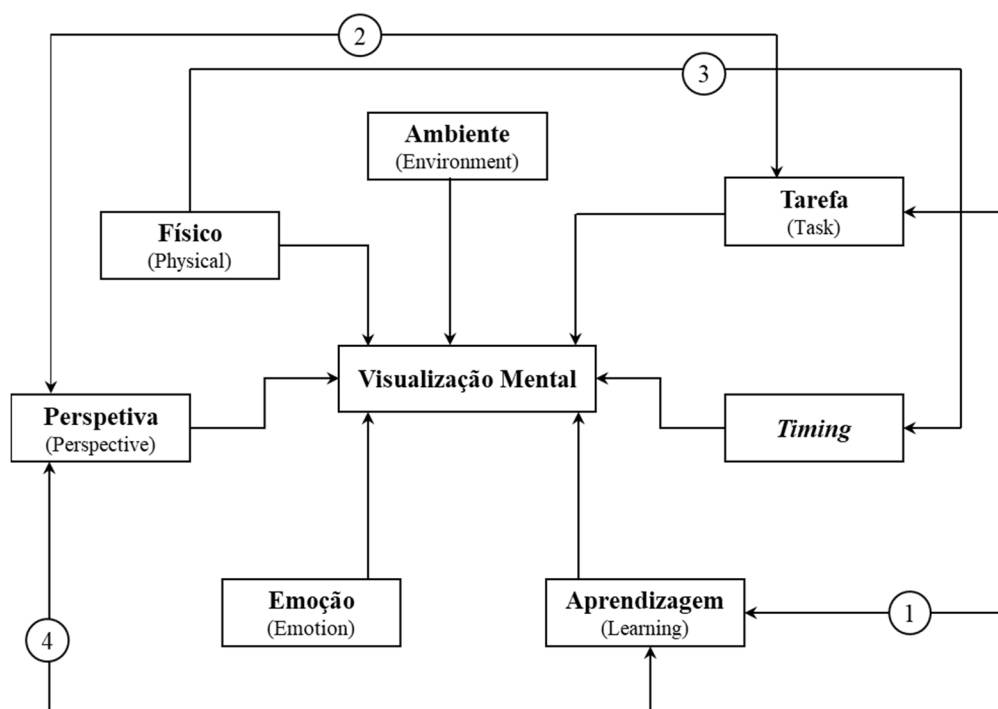 2
3
Ambiente
(Environment)
Tarefa
(Task)
Físico
(Physical)
Visualização Mental
Perspetiva
(Perspective)
Timing
Emoção
(Emotion)
Aprendizagem
(Learning)
1
4